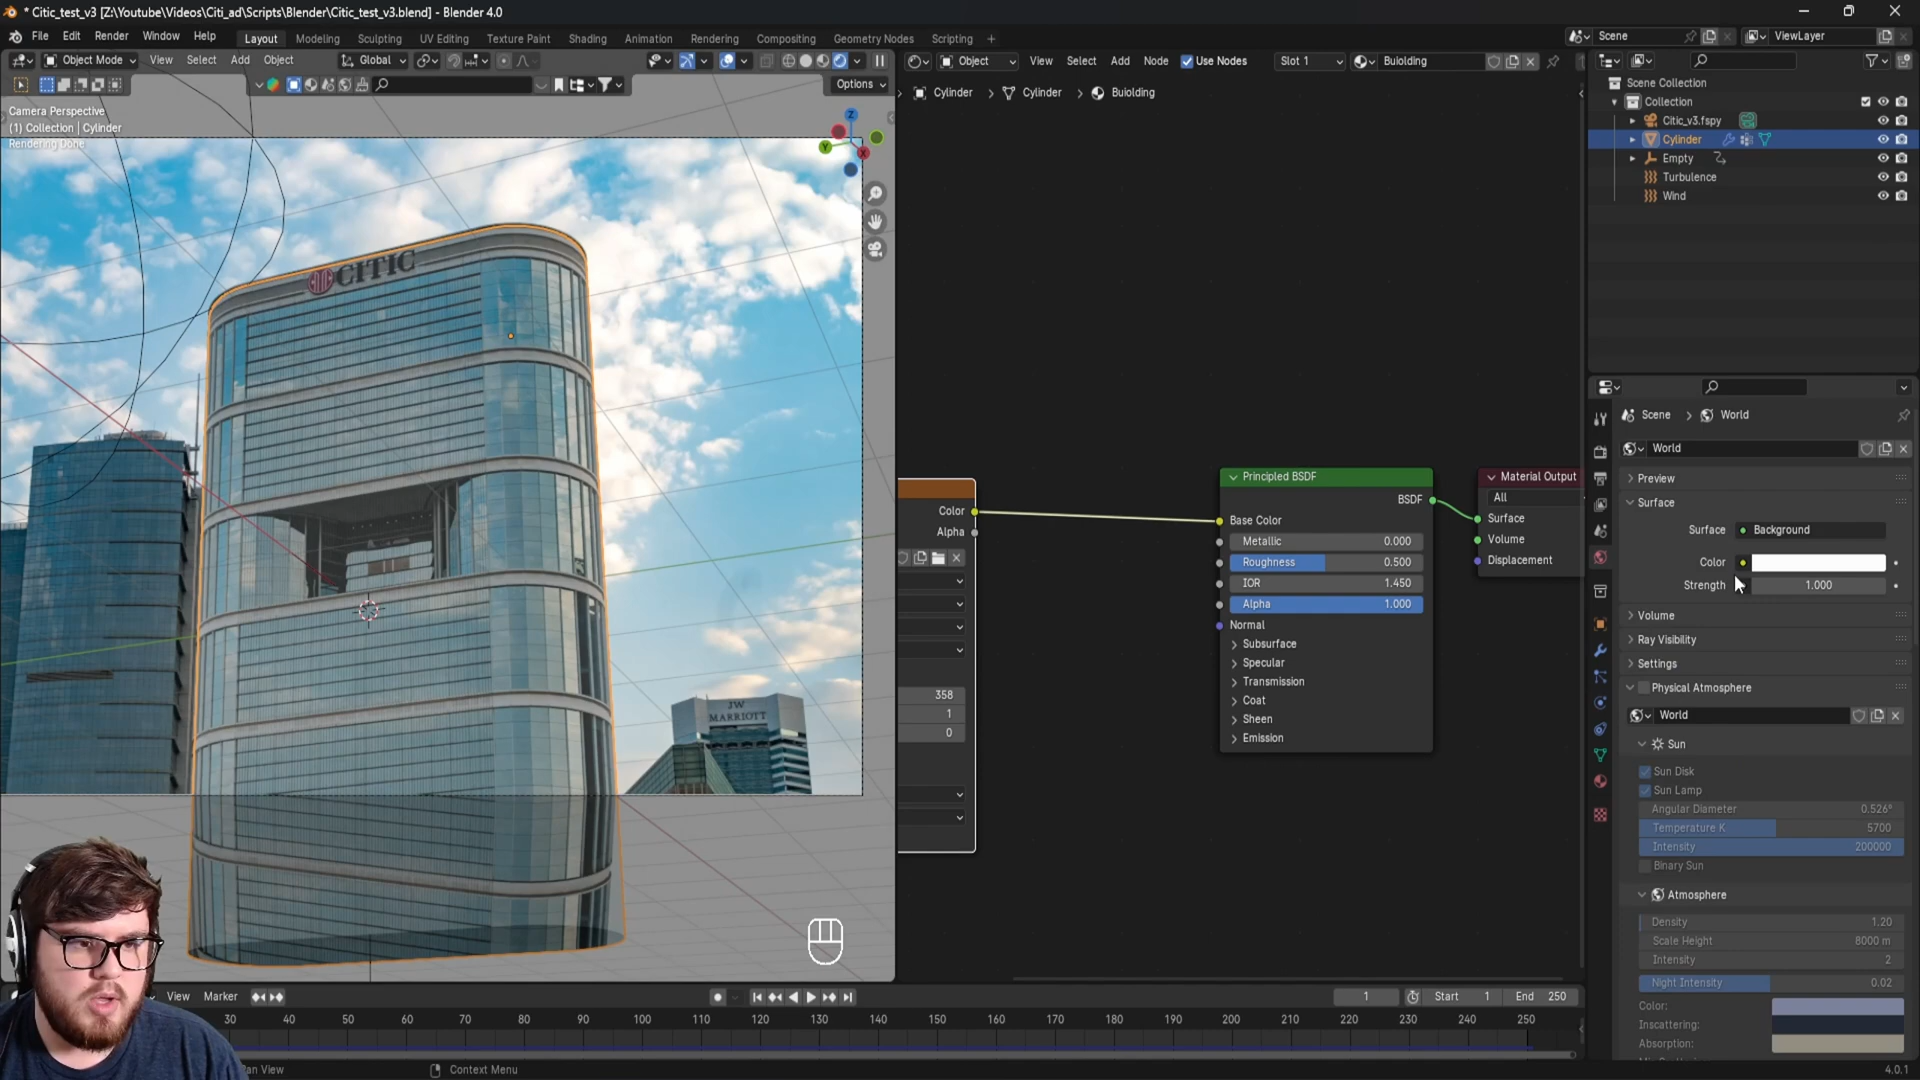 * Citic_test_v3 [Z:\Youtube\Videos\Citi_ad\Scripts\Blender\Citic_test_v3.blend] - Blender 4.0
File Edit Render Window Help Layout Modeling Sculpting UV Editing Texture Paint Shading Animation Rendering Compositing Geometry Nodes Scripting + Scene ViewLayer
Object Mode View Select Add Object Global Object View Select Add Node Use Nodes Slot 1 Buiolding
Options
Cylinder > Cylinder > Buiolding
Camera Perspective
(1) Collection | Cylinder
Rendering Done
Z
Y
X
CITIC
JW
MARRIOTT
Color
Alpha
358
1
0
Principled BSDF
BSDF
Base Color
Metallic 0.000
Roughness 0.500
IOR 1.450
Alpha 1.000
Normal
Subsurface
Specular
Transmission
Coat
Sheen
Emission
Material Output
All
Surface
Volume
Displacement
Scene Collection
Collection
Citic_v3.fspy
Cylinder
Empty
Turbulence
Wind
Scene > World
World
Preview
Surface
Surface Background
Color
Strength 1.000
Volume
Ray Visibility
Settings
Physical Atmosphere
World
Sun
Sun Disk
Sun Lamp
Angular Diameter 0.526°
Temperature K 5700
Intensity 200000
Binary Sun
Atmosphere
Density 1.20
Scale Height 8000 m
Intensity 2
Night Intensity 0.02
Color:
Inscattering:
Absorption:
View Marker 1 Start 1 End 250
30 40 50 60 70 80 90 100 110 120 130 140 150 160 170 180 190 200 210 220 230 240 250
an View Context Menu 4.0.1